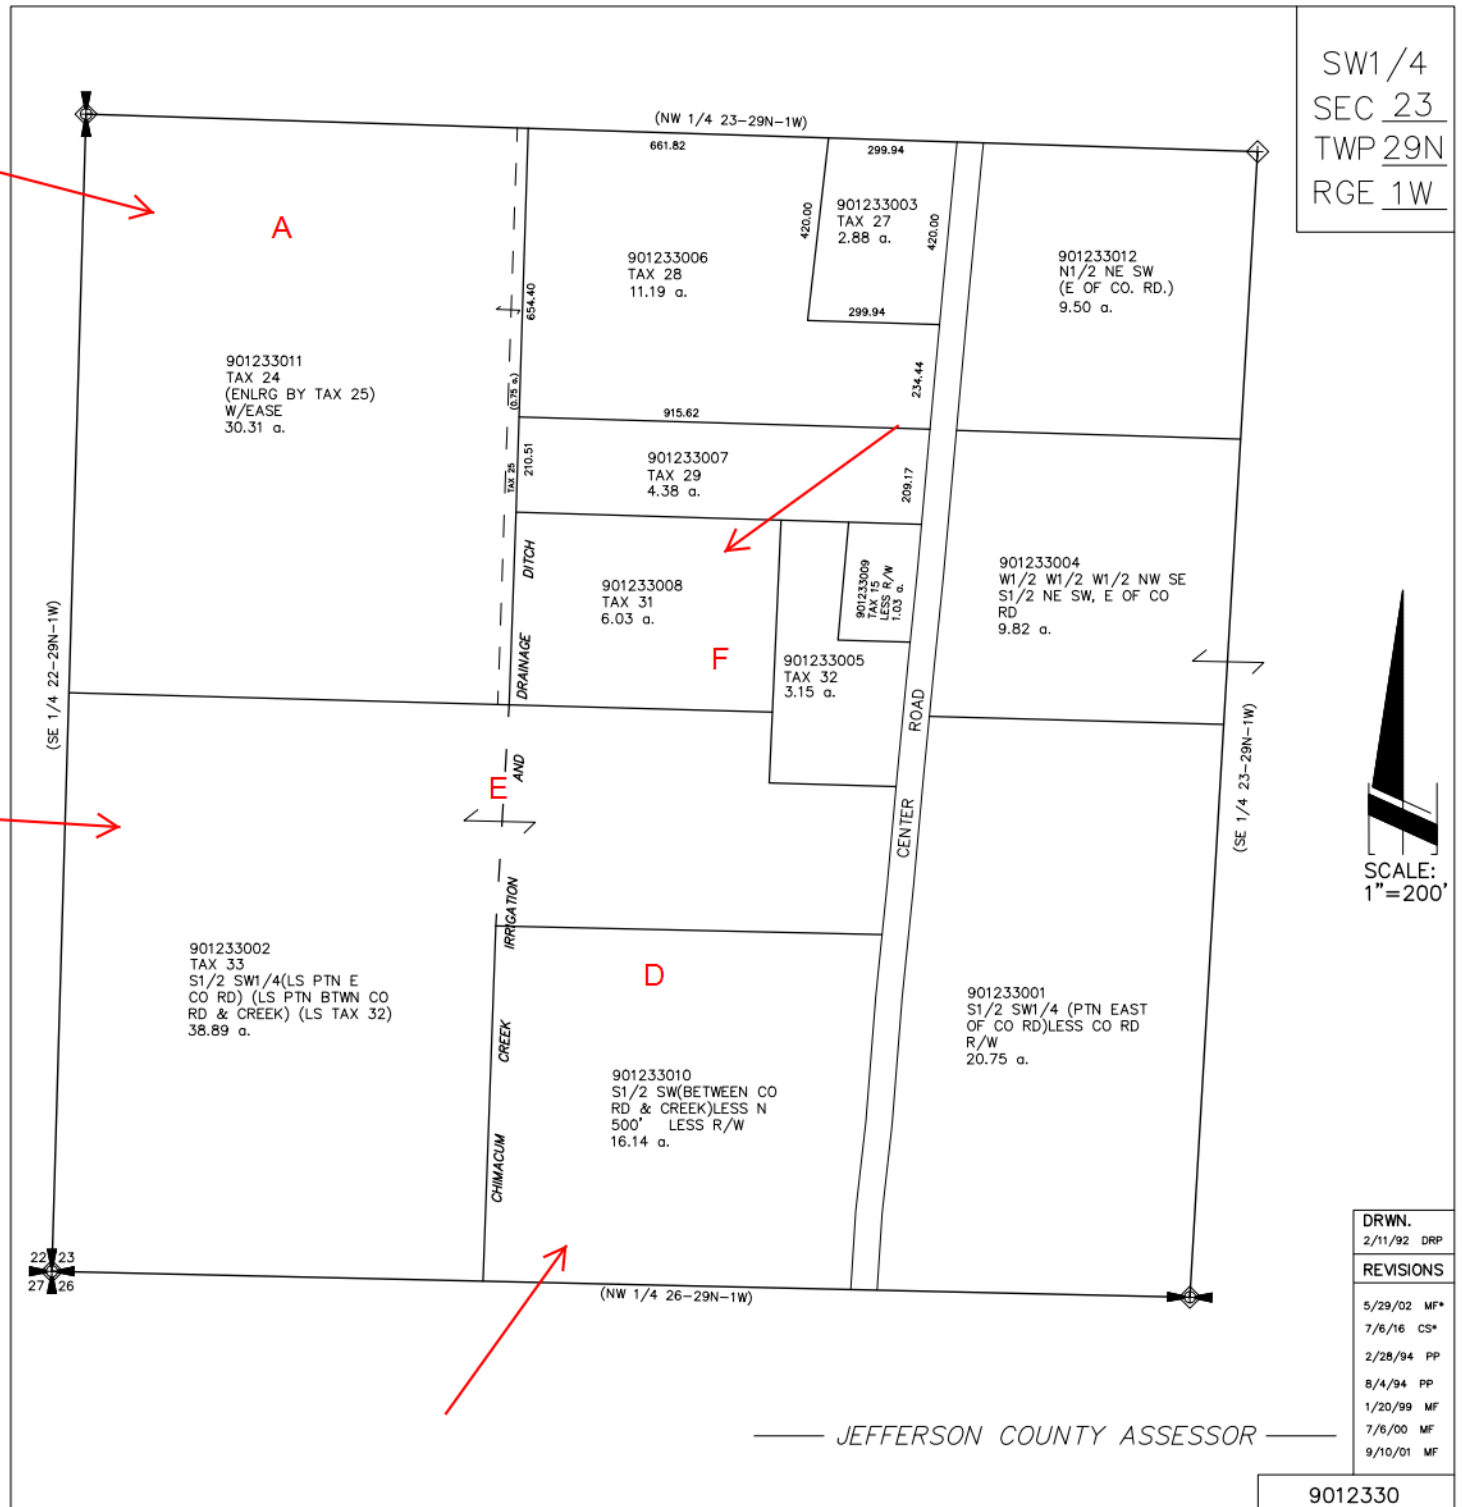 SW1/4
SEC 23
TWP 29N
RGE 1W
(NW 1/4 23-29N-1W)
661.82
299.94
420.00
901233003
TAX 27
2.88 a.
420.00
A
901233006
TAX 28
11.19 a.
901233012
N1/2 NE SW
(E OF CO. RD.)
9.50 a.
654.40
299.94
234.44
901233011
TAX 24
(ENLRG BY TAX 25)
W/EASE
30.31 a.
(0.75 a.)
915.62
TAX 25
210.51
901233007
TAX 29
4.38 a.
209.17
901233008
TAX 31
6.03 a.
901233009
TAX 15
LESS R/W
1.03 a.
901233004
W1/2 W1/2 W1/2 NW SE
S1/2 NE SW, E OF CO
RD
9.82 a.
F
901233005
TAX 32
3.15 a.
(SE 1/4 22-29N-1W)
CHIMACUM CREEK IRRIGATION AND DRAINAGE DITCH
E
CENTER ROAD
(SE 1/4 23-29N-1W)
SCALE:
1"=200'
901233002
TAX 33
S1/2 SW1/4(LS PTN E
CO RD) (LS PTN BTWN CO
RD & CREEK) (LS TAX 32)
38.89 a.
D
901233001
S1/2 SW1/4 (PTN EAST
OF CO RD)LESS CO RD
R/W
20.75 a.
901233010
S1/2 SW(BETWEEN CO
RD & CREEK)LESS N
500' LESS R/W
16.14 a.
22 23
27 26
(NW 1/4 26-29N-1W)
DRWN.
2/11/92 DRP
REVISIONS
5/29/02 MF*
7/6/16 CS*
2/28/94 PP
8/4/94 PP
1/20/99 MF
7/6/00 MF
9/10/01 MF
JEFFERSON COUNTY ASSESSOR
9012330